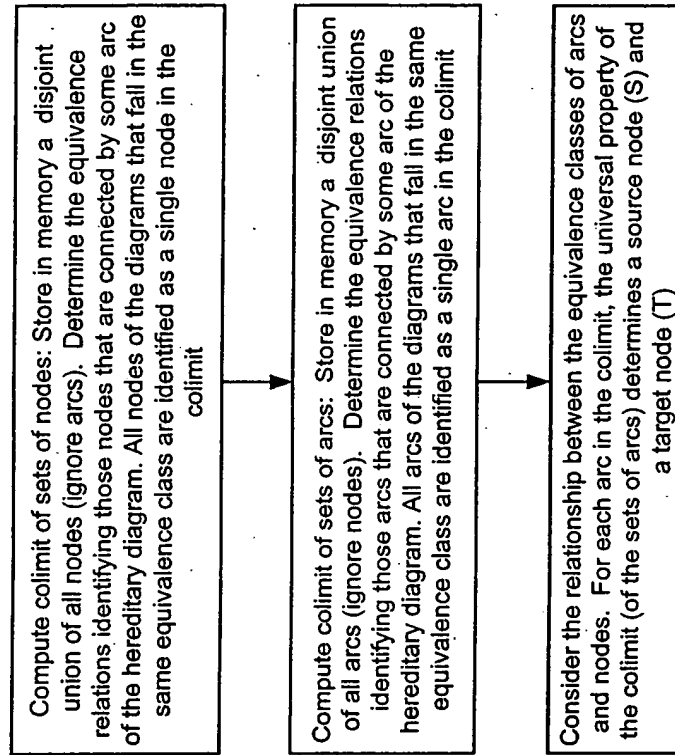 Compute colimit of sets of nodes: Store in memory a disjoint
union of all nodes (ignore arcs). Determine the equivalence
relations identifying those nodes that are connected by some arc
of the hereditary diagram. All nodes of the diagrams that fall in the
same equivalence class are identified as a single node in the
colimit
Compute colimit of sets of arcs: Store in memory a disjoint union
of all arcs (ignore nodes). Determine the equivalence relations
identifying those arcs that are connected by some arc of the
hereditary diagram. All arcs of the diagrams that fall in the same
equivalence class are identified as a single arc in the colimit
Consider the relationship between the equivalence classes of arcs
and nodes. For each arc in the colimit, the universal property of
the colimit (of the sets of arcs) determines a source node (S) and
a target node (T)